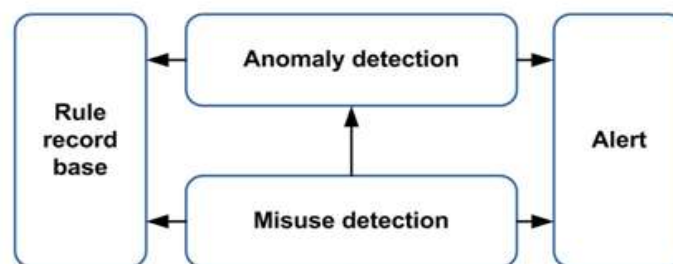 Anomaly detection
Rule
record
base
Alert
Misuse detection